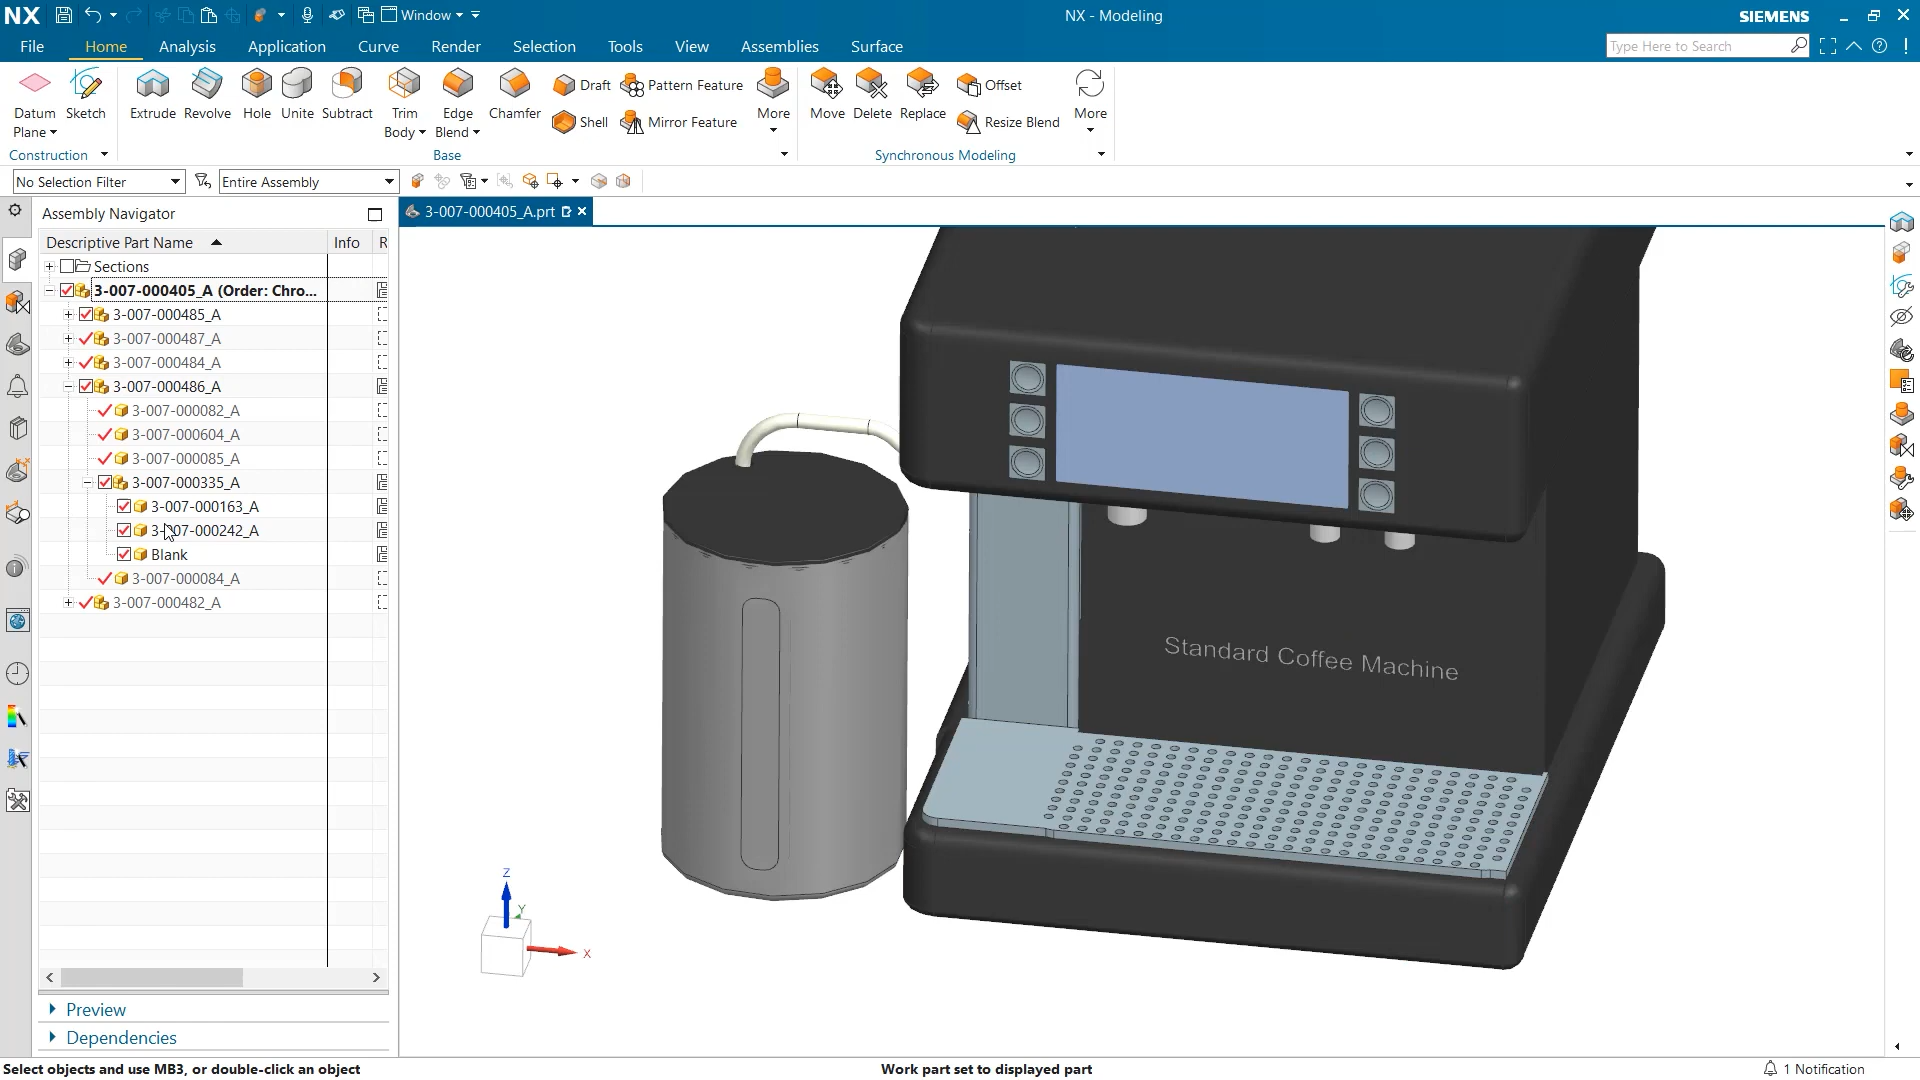 NX Window NX - Modeling SIEMENS
File Home Analysis Application Curve Render Selection Tools View Assemblies Surface Type Here to Search
Datum Plane Sketch Extrude Revolve Hole Unite Subtract Trim Body Edge Blend Chamfer Draft Shell Pattern Feature Mirror Feature More Move Delete Replace Offset Resize Blend More
Construction Base Synchronous Modeling
No Selection Filter Entire Assembly
Assembly Navigator 3-007-000405_A.prt
Descriptive Part Name Info R
Sections
3-007-000405_A (Order: Chro...
3-007-000485_A
3-007-000487_A
3-007-000484_A
3-007-000486_A
3-007-000082_A
3-007-000604_A
3-007-000085_A
3-007-000335_A
3-007-000163_A
3-007-000242_A
Blank
3-007-000084_A
3-007-000482_A
Standard Coffee Machine
Z
Y
X
Preview
Dependencies
Select objects and use MB3, or double-click an object Work part set to displayed part 1 Notification